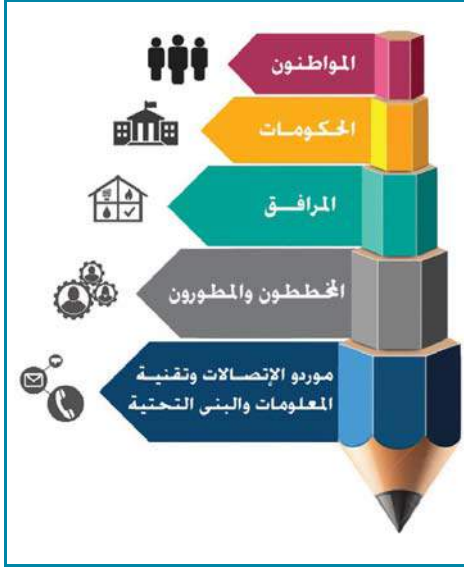 المواطنون
الحكومات
المرافق
المخططون والمطورون
موردو الإتصالات وتقنية
المعلومات والبنى التحتية